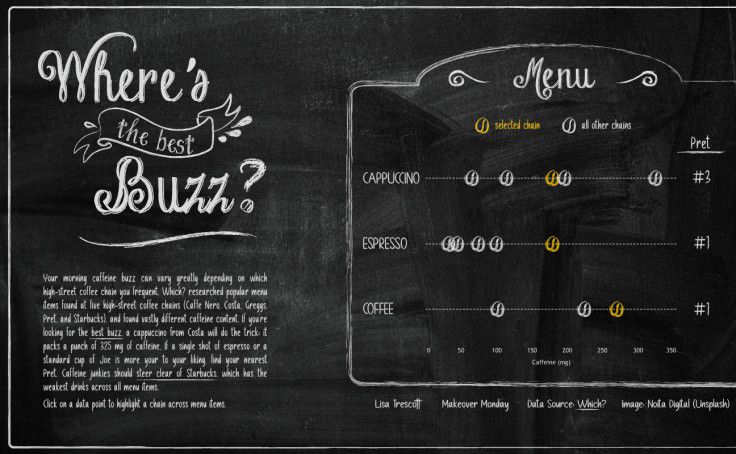 Where's
the best
Buzz?
Your morning caffeine buzz can vary greatly depending on which
high-street coffee chain you frequent. Which? researched popular menu
items found at five high-street coffee chains (Caffe Nero, Costa, Greggs,
Pret, and Starbucks), and found vastly different caffeine content. If you're
looking for the best buzz, a cappuccino from Costa will do the trick- it
packs a punch of 325 mg of caffeine. If a single shot of espresso or a
standard cup of Joe is more your to your liking, find your nearest
Pret. Caffeine junkies should steer clear of Starbucks, which has the
weakest drinks across all menu items.
Click on a data point to highlight a chain across menu items.
Menu
selected chain all other chains
Pret
CAPPUCCINO #3
ESPRESSO #1
COFFEE #1
0 50 100 150 200 250 300 350
Caffeine (mg)
Lisa Trescott Makeover Monday Data Source: Which? Image: Noita Digital (Unsplash)